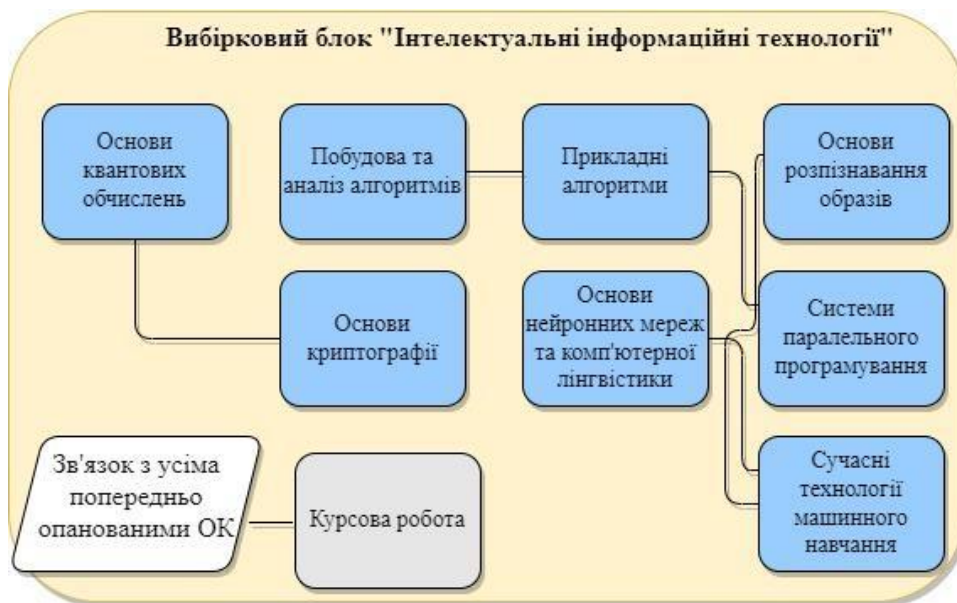 Вибірковий блок "Інтелектуальні інформаційні технології"
Основи
квантових
обчислень
Побудова та
аналіз алгоритмів
Прикладні
алгоритми
Основи
розпізнавання
образів
Основи
криптографії
Основи
нейронних мереж
та комп'ютерної
лінгвістики
Системи
паралельного
програмування
Зв'язок з усіма
попередньо
опанованими ОК
Курсова робота
Сучасні
технології
машинного
навчання